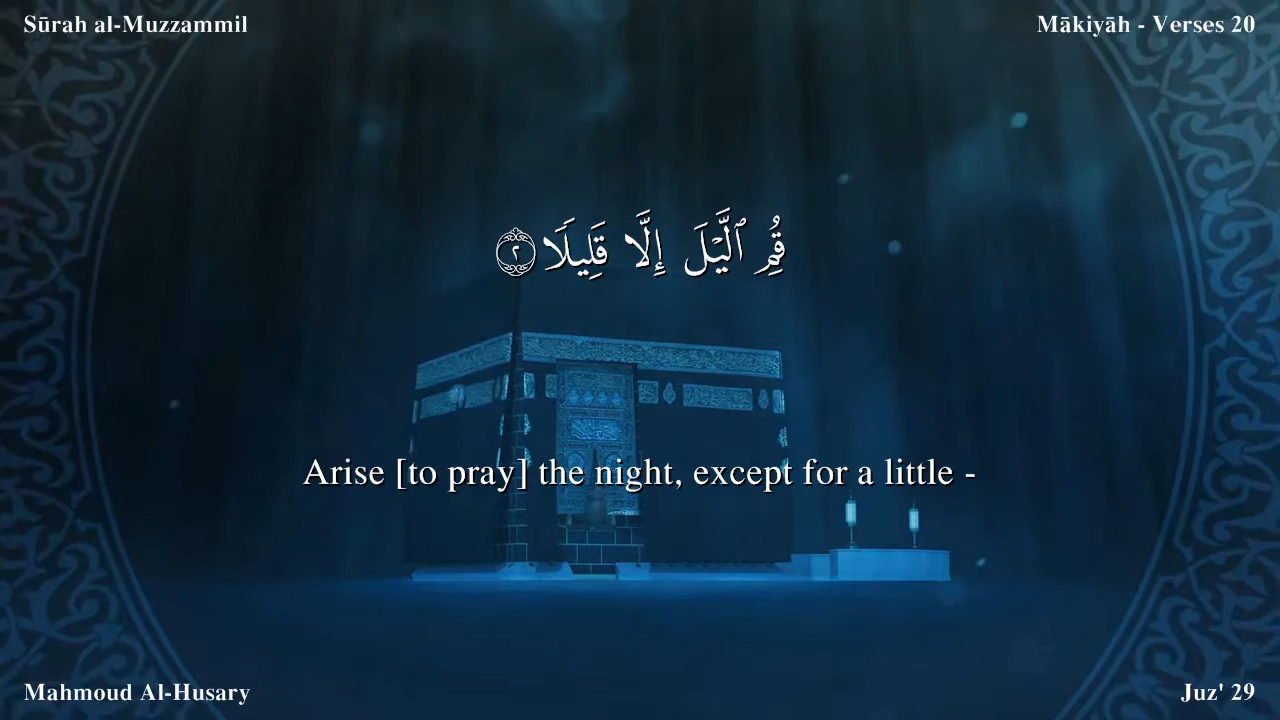 Sūrah al-Muzzammil
Mākiyāh - Verses 20
قُمِ ٱلَّيْلَ إِلَّا قَلِيلًا ٢
Arise [to pray] the night, except for a little -
Mahmoud Al-Husary
Juz' 29